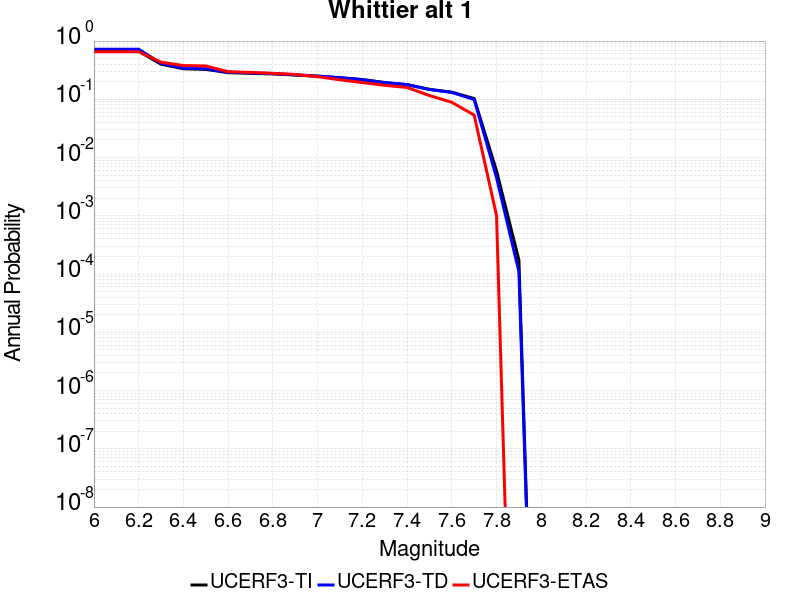 Whittier alt 1
10^0
10^-1
10^-2
10^-3
10^-4
10^-5
10^-6
10^-7
10^-8
Annual Probability
6 6.2 6.4 6.6 6.8 7 7.2 7.4 7.6 7.8 8 8.2 8.4 8.6 8.8 9
Magnitude
UCERF3-TI UCERF3-TD UCERF3-ETAS